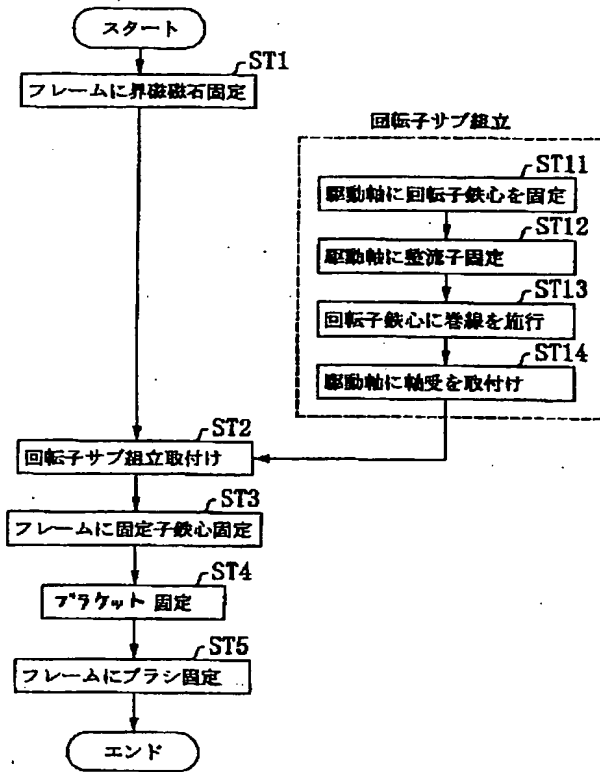 スタート
ST1
フレームに界磁磁石固定
回転子サブ組立
ST11
駆動軸に回転子鉄心を固定
ST12
駆動軸に整流子固定
ST13
回転子鉄心に巻線を施行
ST14
駆動軸に軸受を取付け
ST2
回転子サブ組立取付け
ST3
フレームに固定子鉄心固定
ST4
ブラケット 固定
ST5
フレームにブラシ固定
エンド